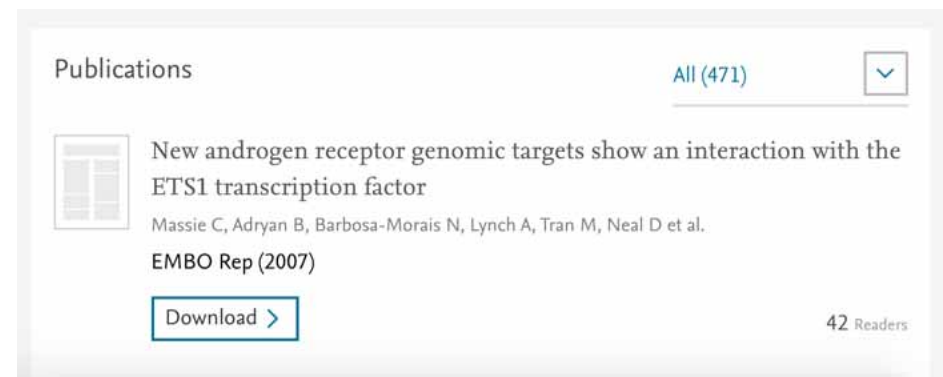 Publications
All (471)
New androgen receptor genomic targets show an interaction with the
ETS1 transcription factor
Massie C, Adryan B, Barbosa-Morais N, Lynch A, Tran M, Neal D et al.
EMBO Rep (2007)
Download
42 Readers